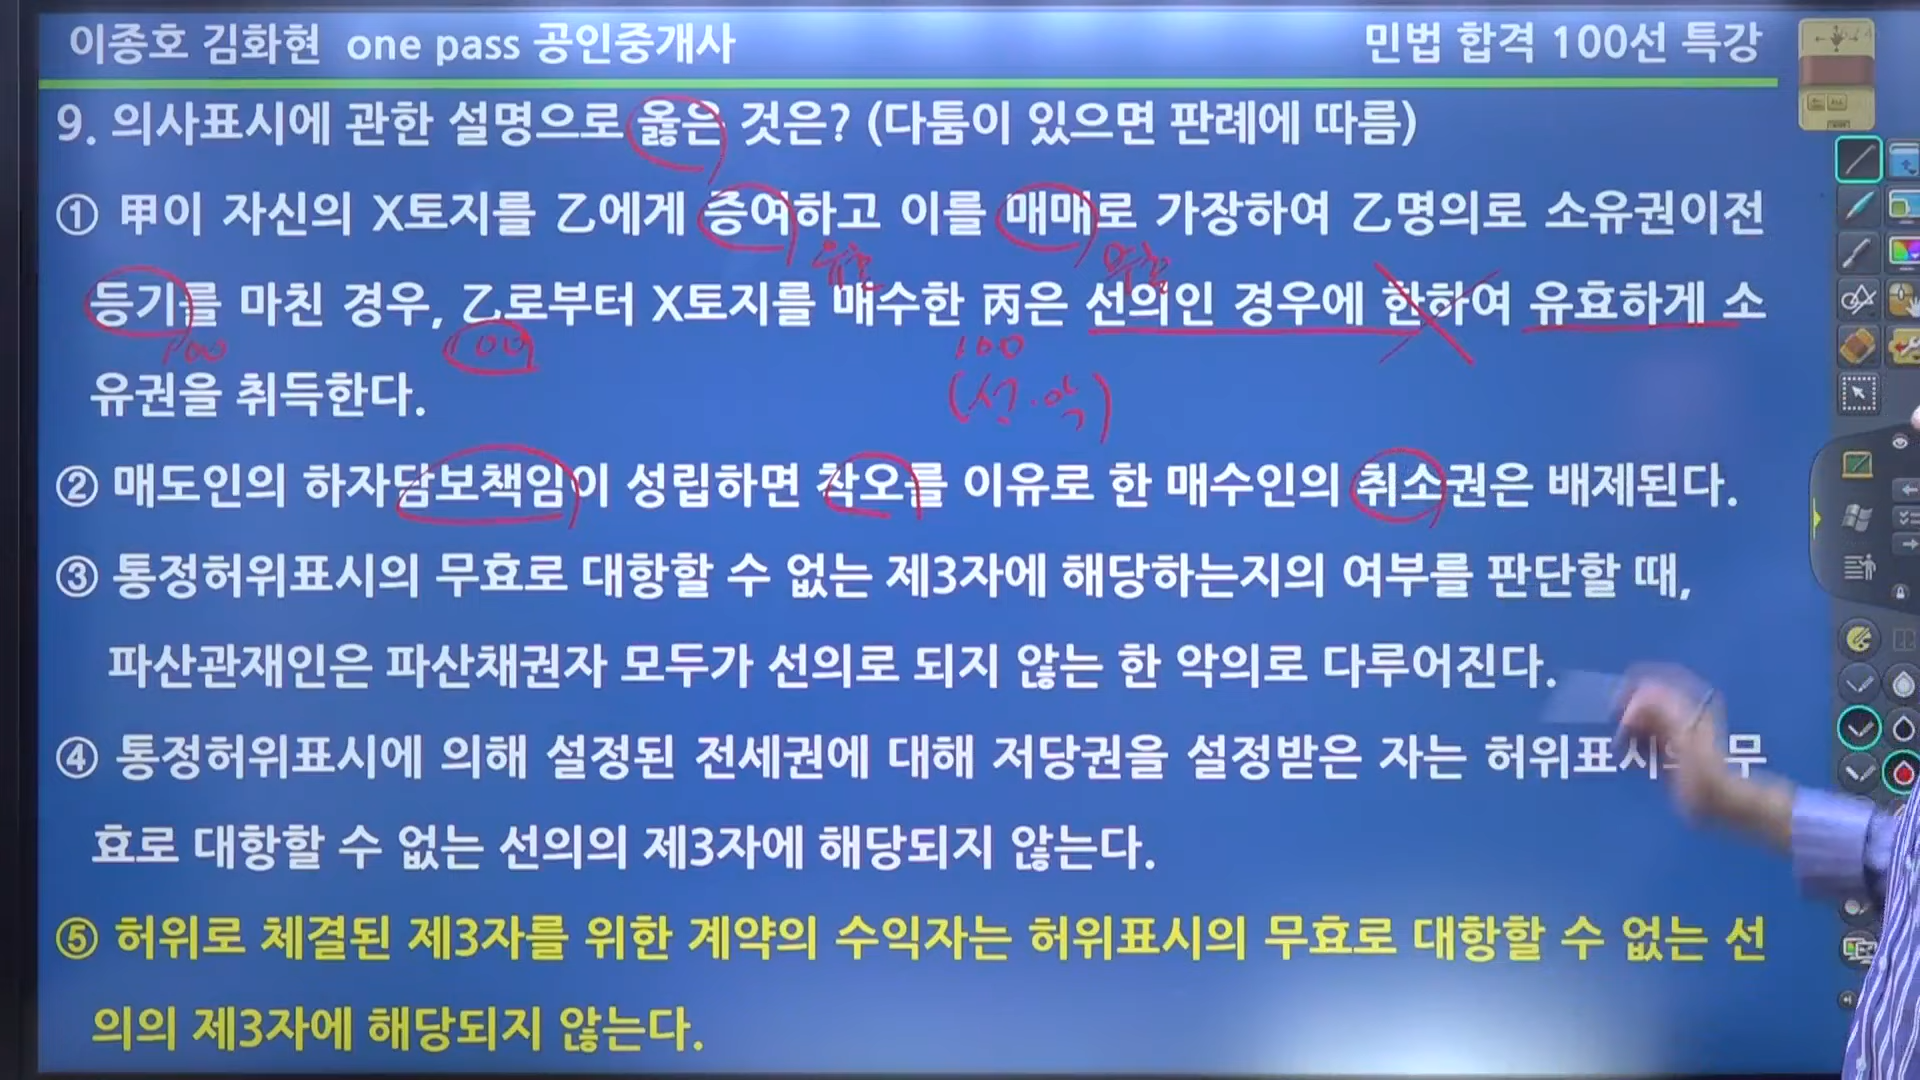 이종호 김화현 one pass 공인중개사
민법 합격 100선 특강
9. 의사표시에 관한 설명으로 옳은 것은? (다툼이 있으면 판례에 따름)
① 甲이 자신의 X토지를 乙에게 증여하고 이를 매매로 가장하여 乙명의로 소유권이전
유효
무효
등기를 마친 경우, 乙로부터 X토지를 매수한 丙은 선의인 경우에 한하여 유효하게 소
100
100
100
유권을 취득한다.
(선·악)
② 매도인의 하자담보책임이 성립하면 착오를 이유로 한 매수인의 취소권은 배제된다.
③ 통정허위표시의 무효로 대항할 수 없는 제3자에 해당하는지의 여부를 판단할 때,
파산관재인은 파산채권자 모두가 선의로 되지 않는 한 악의로 다루어진다.
④ 통정허위표시에 의해 설정된 전세권에 대해 저당권을 설정받은 자는 허위표시의 무
효로 대항할 수 없는 선의의 제3자에 해당되지 않는다.
⑤ 허위로 체결된 제3자를 위한 계약의 수익자는 허위표시의 무효로 대항할 수 없는 선
의의 제3자에 해당되지 않는다.